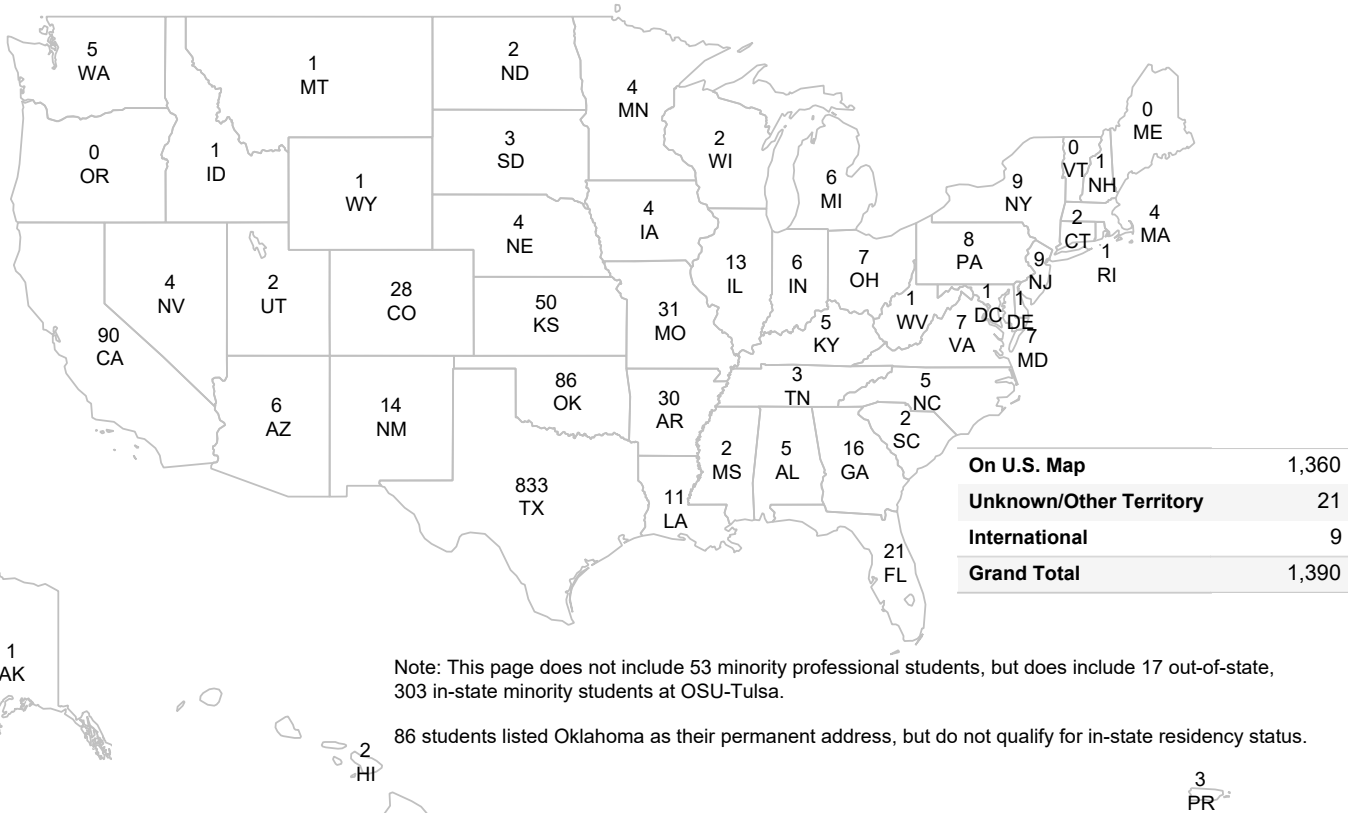 5
WA
1
MT
2
ND
4
MN
0
ME
0
OR
1
ID
3
SD
2
WI
0
VT
1
NH
1
WY
6
MI
9
NY
4
NE
4
IA
2
CT
4
MA
1
RI
4
NV
2
UT
28
CO
50
KS
31
MO
13
IL
6
IN
7
OH
8
PA
9
NJ
90
CA
1
WV
1
DC
1
DE
7
MD
5
KY
7
VA
6
AZ
14
NM
86
OK
30
AR
3
TN
5
NC
2
SC
833
TX
11
LA
2
MS
5
AL
16
GA
21
FL
On U.S. Map 1,360
Unknown/Other Territory 21
International 9
Grand Total 1,390
1
AK
Note: This page does not include 53 minority professional students, but does include 17 out-of-state,
303 in-state minority students at OSU-Tulsa.
86 students listed Oklahoma as their permanent address, but do not qualify for in-state residency status.
2
HI
3
PR